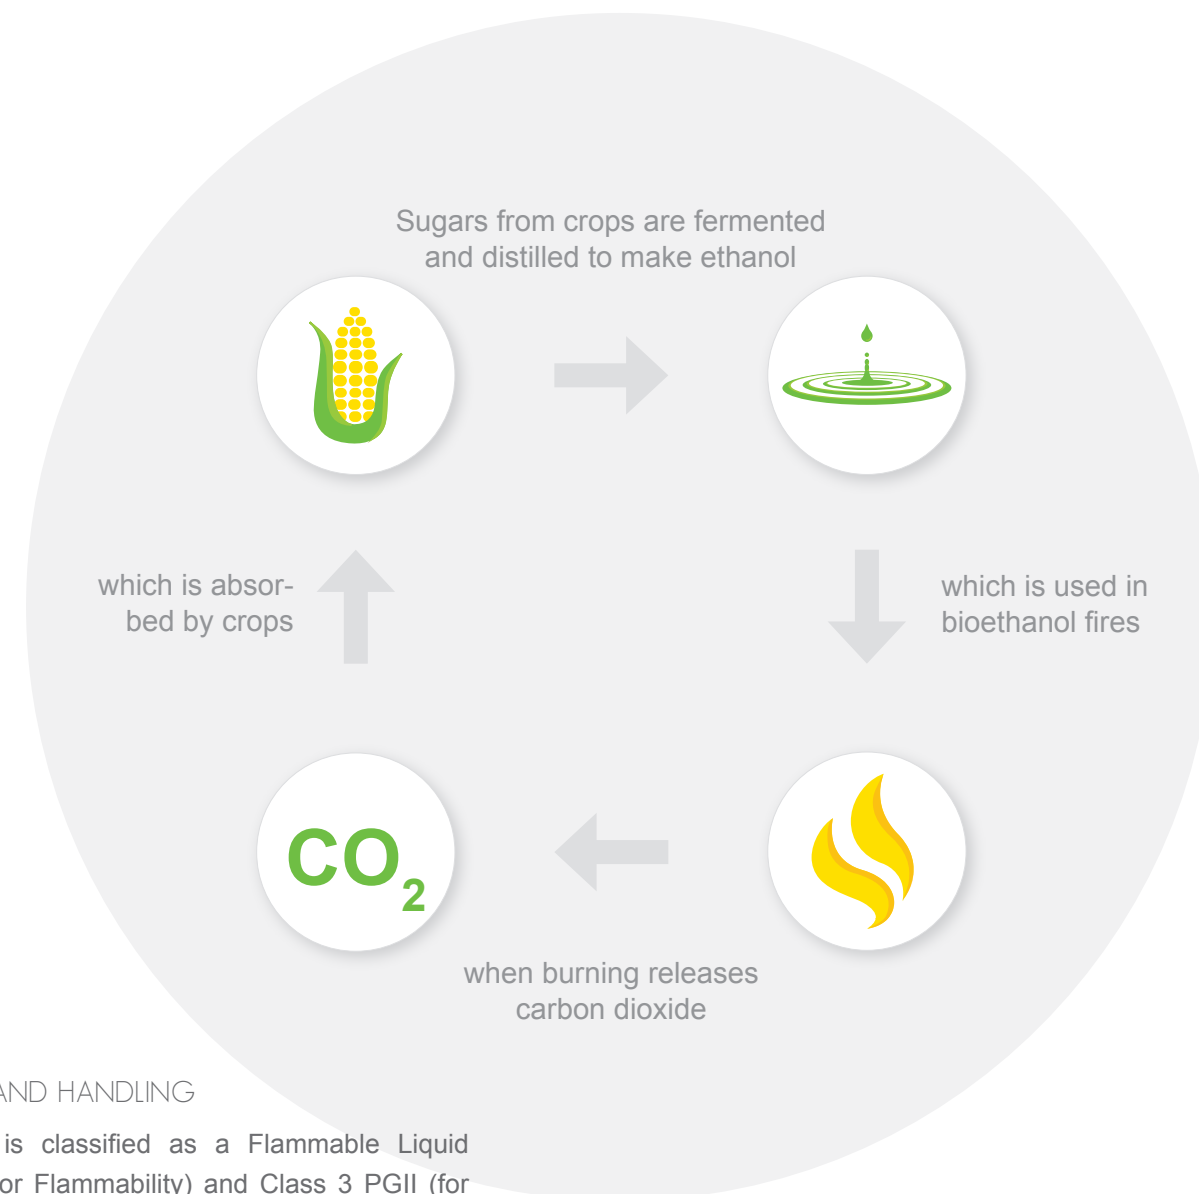 Sugars from crops are fermented
and distilled to make ethanol
which is absor-
bed by crops
which is used in
bioethanol fires
CO2
when burning releases
carbon dioxide
AND HANDLING
is classified as a Flammable Liquid
or Flammability) and Class 3 PGII (for